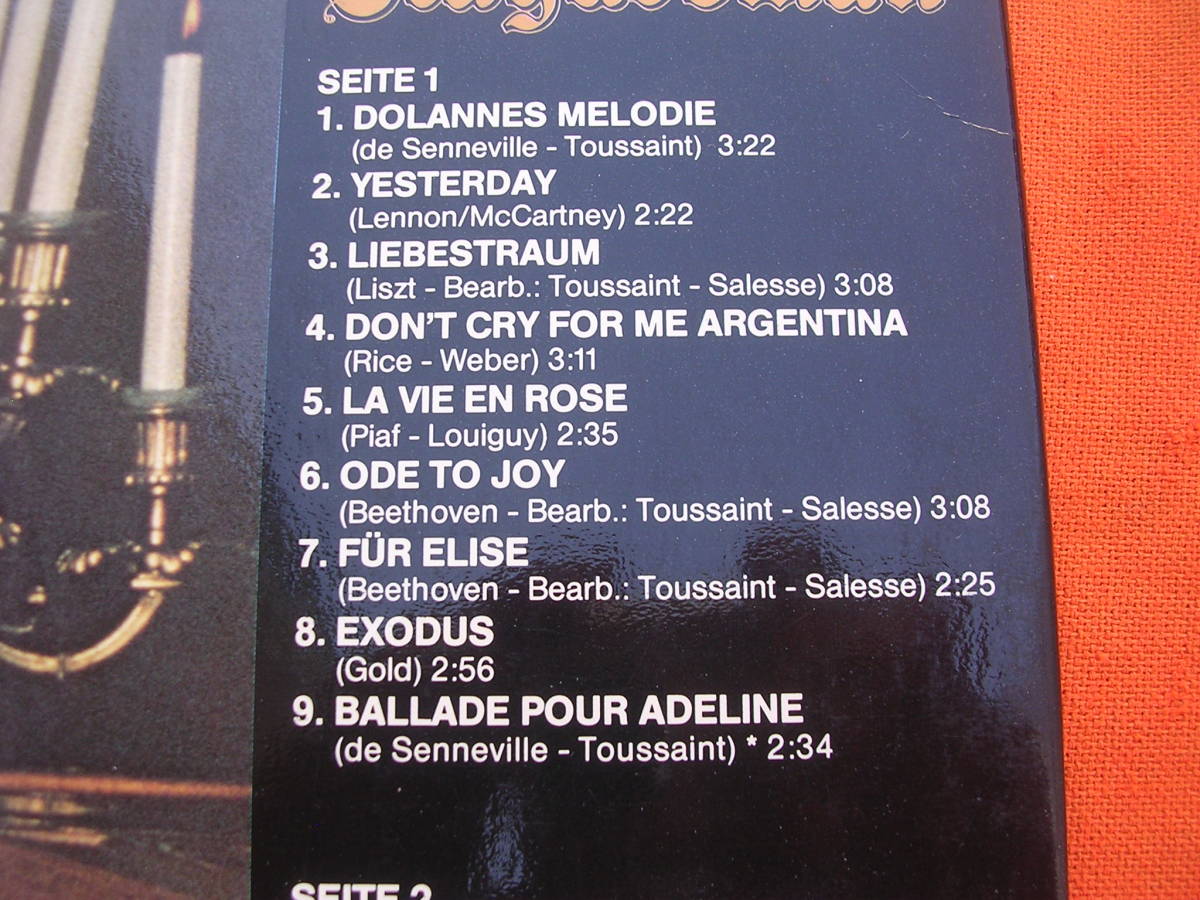 SEITE 1
1. DOLANNES MELODIE
(de Senneville - Toussaint) 3:22
2. YESTERDAY
(Lennon/McCartney) 2:22
3. LIEBESTRAUM
(Liszt - Bearb.: Toussaint - Salesse) 3:08
4. DON'T CRY FOR ME ARGENTINA
(Rice - Weber) 3:11
5. LA VIE EN ROSE
(Piaf - Louiguy) 2:35
6. ODE TO JOY
(Beethoven - Bearb.: Toussaint - Salesse) 3:08
7. FÜR ELISE
(Beethoven - Bearb.: Toussaint - Salesse) 2:25
8. EXODUS
(Gold) 2:56
9. BALLADE POUR ADELINE
(de Senneville - Toussaint) * 2:34
SEITE 2